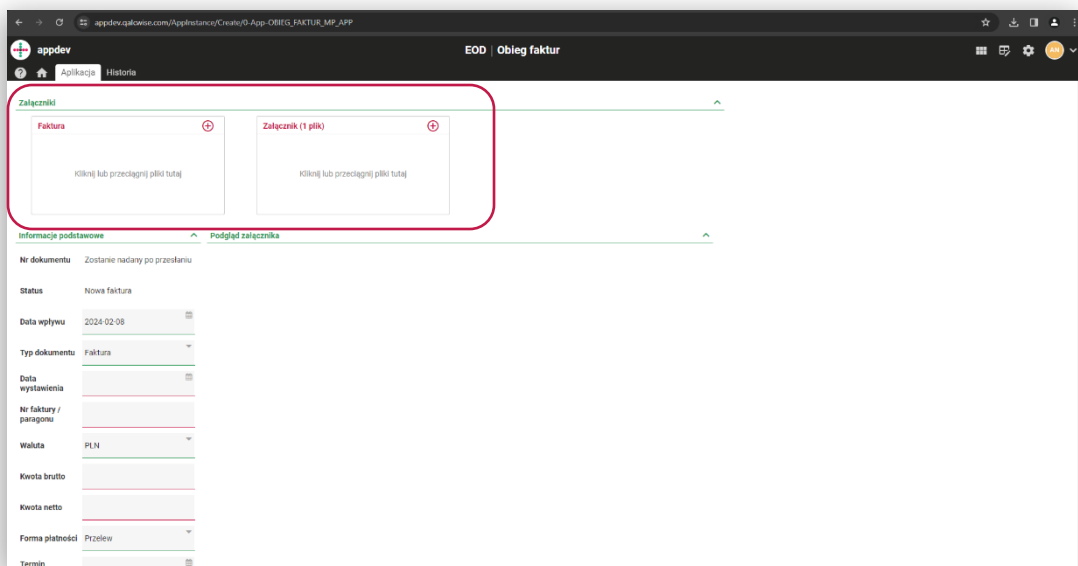 appdev.qalcwise.com/AppInstance/Create/0-App-OBIEG_FAKTUR_MP_APP
appdev
EOD | Obieg faktur
AN
Aplikacja Historia
Załączniki
Faktura
Załącznik (1 plik)
Kliknij lub przeciągnij pliki tutaj
Kliknij lub przeciągnij pliki tutaj
Informacje podstawowe
Podgląd załącznika
Nr dokumentu Zostanie nadany po przesłaniu
Status Nowa faktura
Data wpływu 2024-02-08
Typ dokumentu Faktura
Data
wystawienia
Nr faktury /
paragonu
Waluta PLN
Kwota brutto
Kwota netto
Forma płatności Przelew
Termin